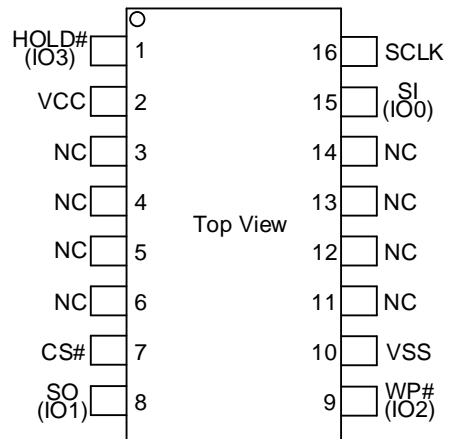 HOLD#
(IO3)
1
16
SCLK
VCC
2
15
SI
(IO0)
NC
3
14
NC
NC
4
13
NC
Top View
NC
5
12
NC
NC
6
11
NC
CS#
7
10
VSS
SO
(IO1)
8
9
WP#
(IO2)